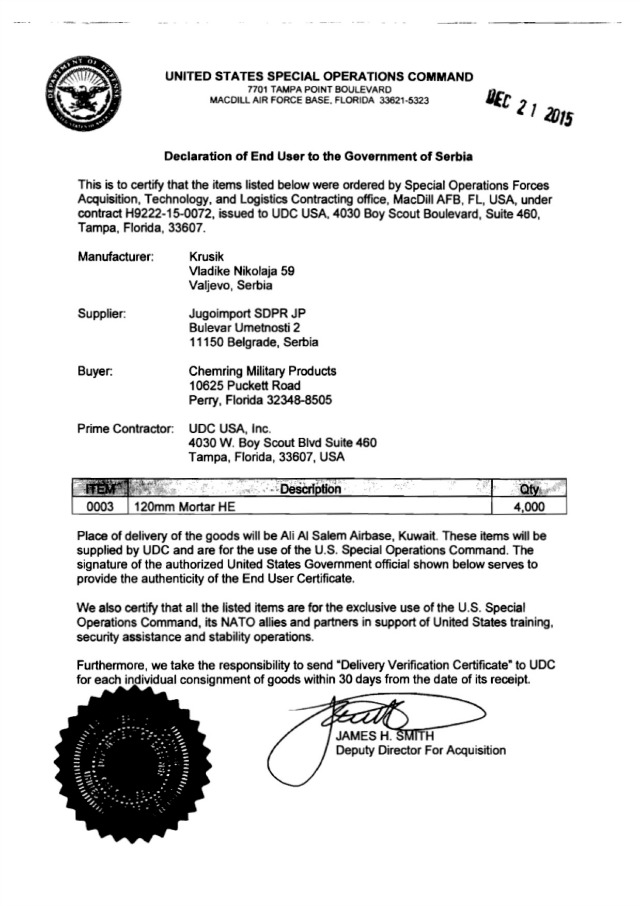 DEPARTMENT OF DEFENSE
UNITED STATES OF AMERICA
UNITED STATES SPECIAL OPERATIONS COMMAND
7701 TAMPA POINT BOULEVARD
MACDILL AIR FORCE BASE, FLORIDA 33621-5323
DEC 21 2015
Declaration of End User to the Government of Serbia
This is to certify that the items listed below were ordered by Special Operations Forces
Acquisition, Technology, and Logistics Contracting office, MacDill AFB, FL, USA, under
contract H9222-15-0072, issued to UDC USA, 4030 Boy Scout Boulevard, Suite 460,
Tampa, Florida, 33607.
Manufacturer: Krusik
Vladike Nikolaja 59
Valjevo, Serbia
Supplier: Jugoimport SDPR JP
Bulevar Umetnosti 2
11150 Belgrade, Serbia
Buyer: Chemring Military Products
10625 Puckett Road
Perry, Florida 32348-8505
Prime Contractor: UDC USA, Inc.
4030 W. Boy Scout Blvd Suite 460
Tampa, Florida, 33607, USA
ITEM Description Qty
0003 120mm Mortar HE 4,000
Place of delivery of the goods will be Ali Al Salem Airbase, Kuwait. These items will be
supplied by UDC and are for the use of the U.S. Special Operations Command. The
signature of the authorized United States Government official shown below serves to
provide the authenticity of the End User Certificate.
We also certify that all the listed items are for the exclusive use of the U.S. Special
Operations Command, its NATO allies and partners in support of United States training,
security assistance and stability operations.
Furthermore, we take the responsibility to send "Delivery Verification Certificate" to UDC
for each individual consignment of goods within 30 days from the date of its receipt.
JAMES H. SMITH
Deputy Director For Acquisition